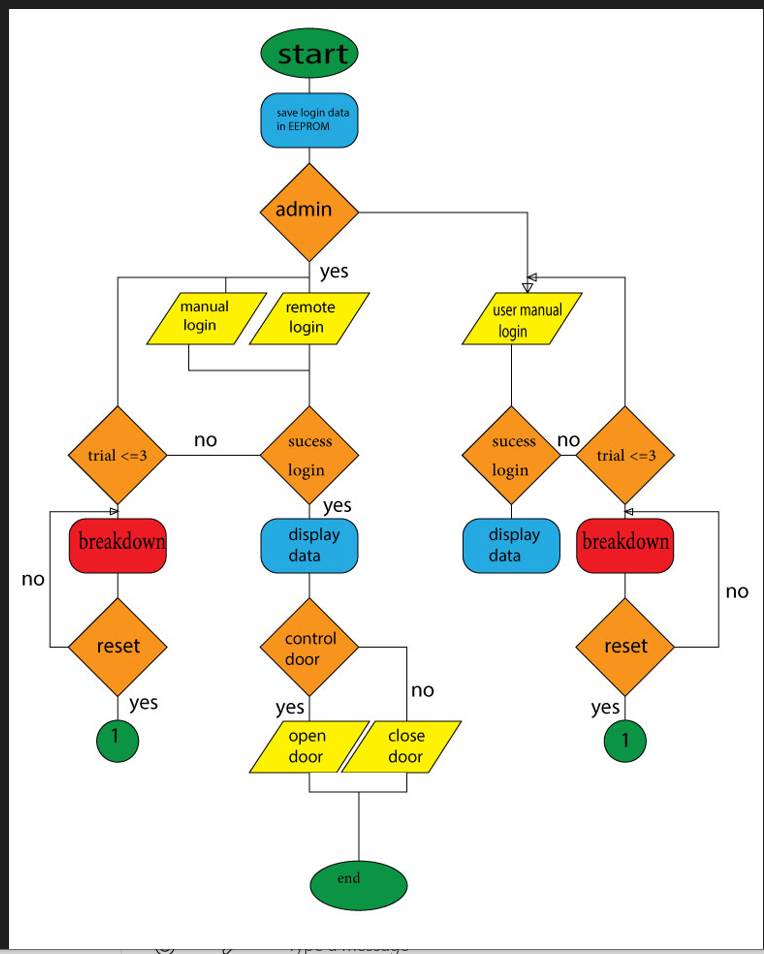 start
save login data
in EEPROM
admin
yes
manual
login
remote
login
user manual
login
trial <=3
no
sucess
login
sucess
login
no
trial <=3
yes
breakdown
display
data
display
data
breakdown
no
no
reset
control
door
reset
yes
no
yes
yes
1
open
door
close
door
1
end
Type a message